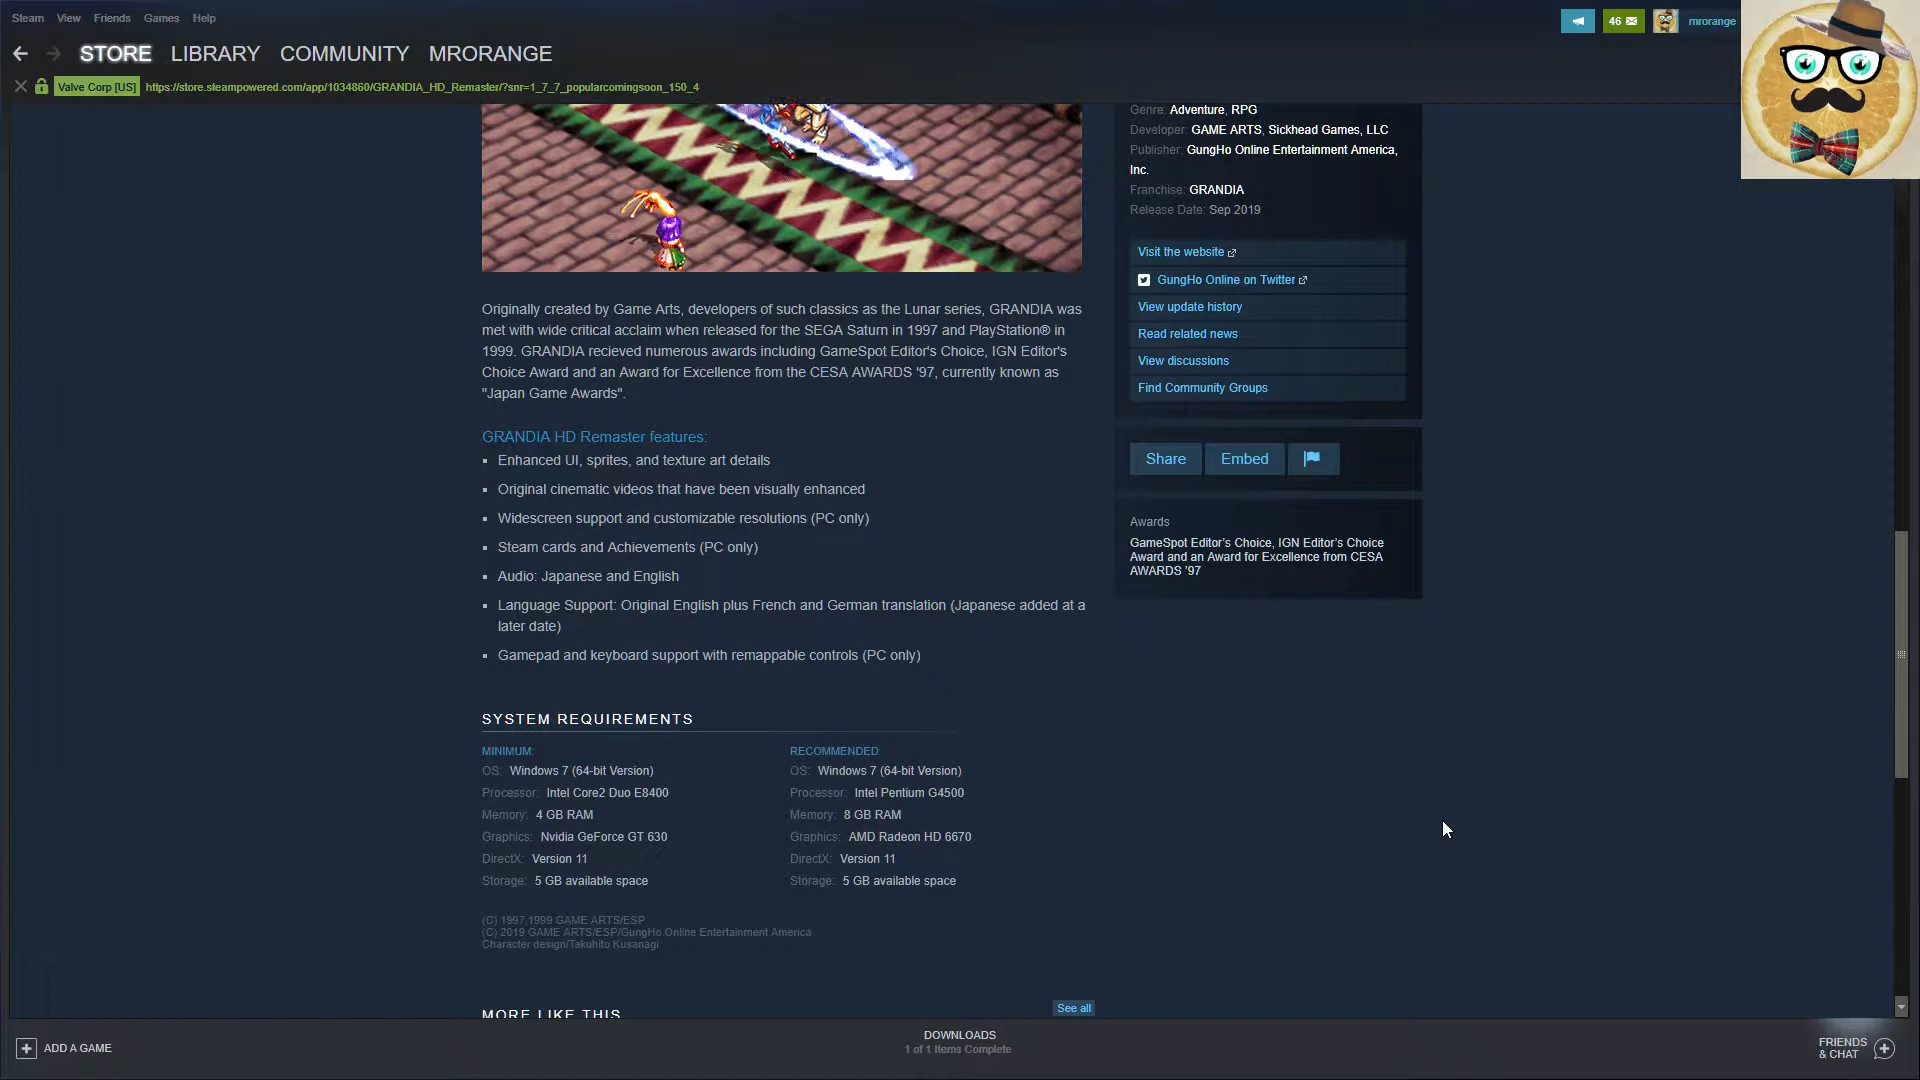 Steam View Friends Games Help
46
mrorange
STORE LIBRARY COMMUNITY MRORANGE
Valve Corp [US] https://store.steampowered.com/app/1034860/GRANDIA_HD_Remaster/?snr=1_7_7_popularcomingsoon_150_4
Genre: Adventure, RPG
Developer: GAME ARTS, Sickhead Games, LLC
Publisher: GungHo Online Entertainment America,
Inc.
Franchise: GRANDIA
Release Date: Sep 2019
Visit the website
GungHo Online on Twitter
View update history
Read related news
View discussions
Find Community Groups
Share Embed
Awards
GameSpot Editor's Choice, IGN Editor's Choice
Award and an Award for Excellence from CESA
AWARDS '97
Originally created by Game Arts, developers of such classics as the Lunar series, GRANDIA was
met with wide critical acclaim when released for the SEGA Saturn in 1997 and PlayStation® in
1999. GRANDIA recieved numerous awards including GameSpot Editor's Choice, IGN Editor's
Choice Award and an Award for Excellence from the CESA AWARDS '97, currently known as
"Japan Game Awards".
GRANDIA HD Remaster features:
Enhanced UI, sprites, and texture art details
Original cinematic videos that have been visually enhanced
Widescreen support and customizable resolutions (PC only)
Steam cards and Achievements (PC only)
Audio: Japanese and English
Language Support: Original English plus French and German translation (Japanese added at a
later date)
Gamepad and keyboard support with remappable controls (PC only)
SYSTEM REQUIREMENTS
MINIMUM:
OS: Windows 7 (64-bit Version)
Processor: Intel Core2 Duo E8400
Memory: 4 GB RAM
Graphics: Nvidia GeForce GT 630
DirectX: Version 11
Storage: 5 GB available space
RECOMMENDED:
OS: Windows 7 (64-bit Version)
Processor: Intel Pentium G4500
Memory: 8 GB RAM
Graphics: AMD Radeon HD 6670
DirectX: Version 11
Storage: 5 GB available space
(C) 1997,1999 GAME ARTS/ESP
(C) 2019 GAME ARTS/ESP/GungHo Online Entertainment America
Character design/Takuhito Kusanagi
MORE LIKE THIS
See all
ADD A GAME
DOWNLOADS
1 of 1 Items Complete
FRIENDS
& CHAT